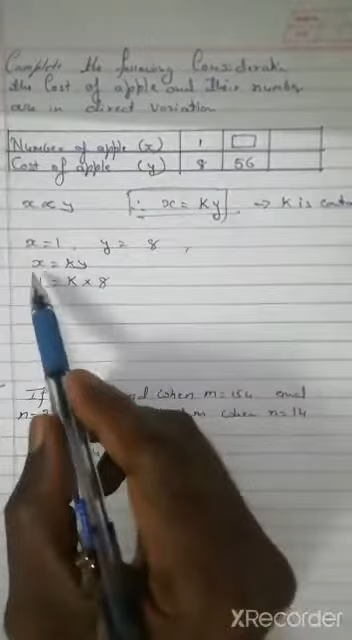 Complete the following Consideratin
the Cost of apple and their number
are in direct variation
Number of apple (x) 1
Cost of apple (y) 8 56
x ∝ y ∴ x = Ky → K is
x = 1 , y = 8 ,
x = Ky
= K × 8
If when m = 154 and
when n = 14
XRecorder